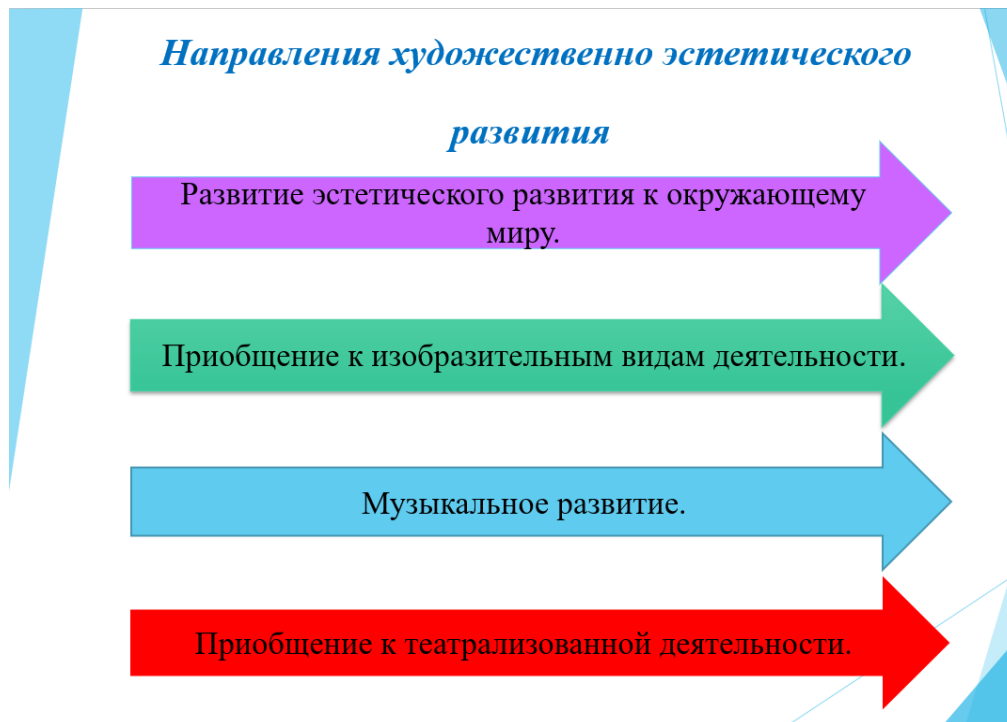 Направления художественно эстетического
развития
Развитие эстетического развития к окружающему
миру.
Приобщение к изобразительным видам деятельности.
Музыкальное развитие.
Приобщение к театрализованной деятельности.